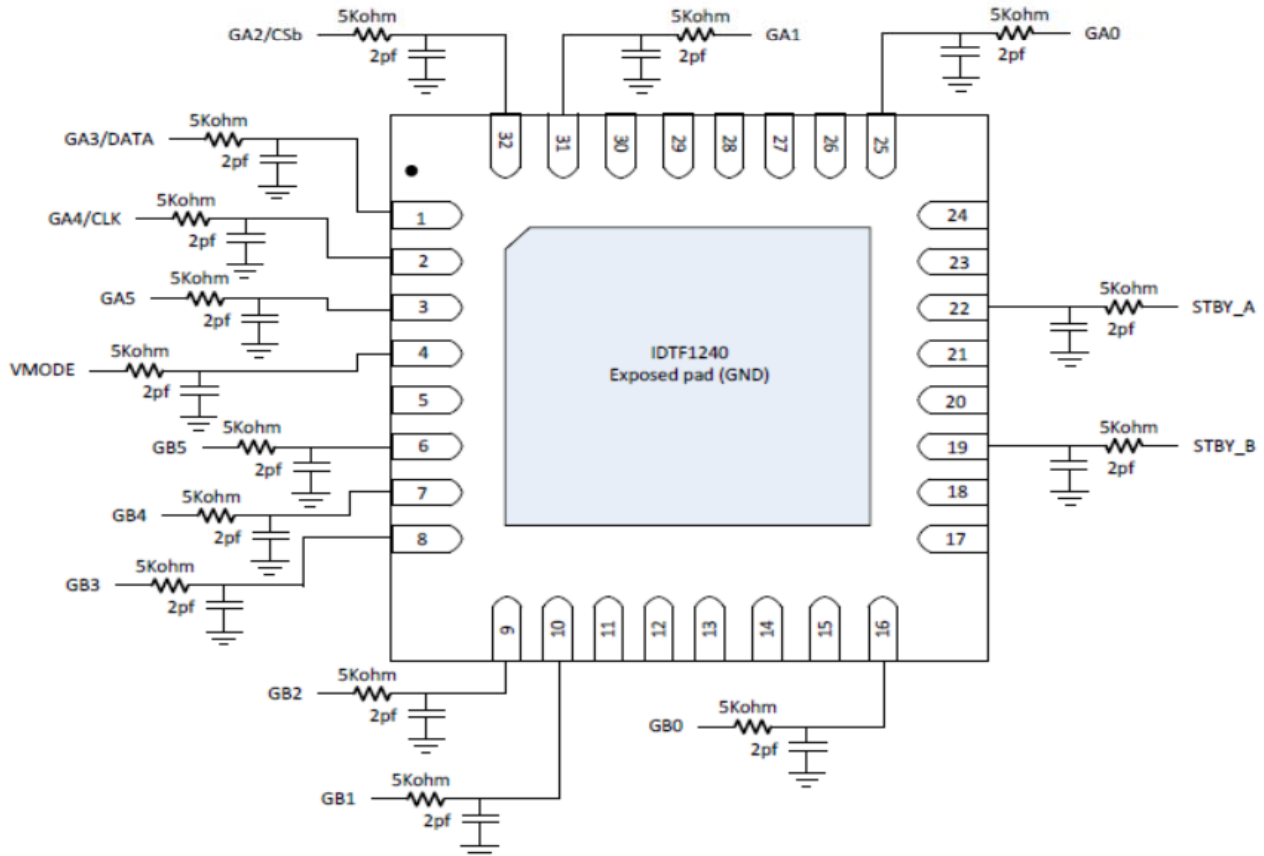 5Kohm
GA2/CSb
2pf
5Kohm
GA1
2pf
5Kohm
GA0
2pf
32
31
30
29
28
27
26
25
5Kohm
GA3/DATA
2pf
1
24
5Kohm
GA4/CLK
2pf
2
23
5Kohm
GA5
2pf
3
22
5Kohm
STBY_A
2pf
5Kohm
VMODE
2pf
4
21
IDTF1240
Exposed pad (GND)
5
20
5Kohm
GB5
2pf
6
19
5Kohm
STBY_B
2pf
5Kohm
GB4
2pf
7
18
8
17
5Kohm
GB3
2pf
9
10
11
12
13
14
15
16
5Kohm
GB2
2pf
5Kohm
GB0
2pf
5Kohm
GB1
2pf